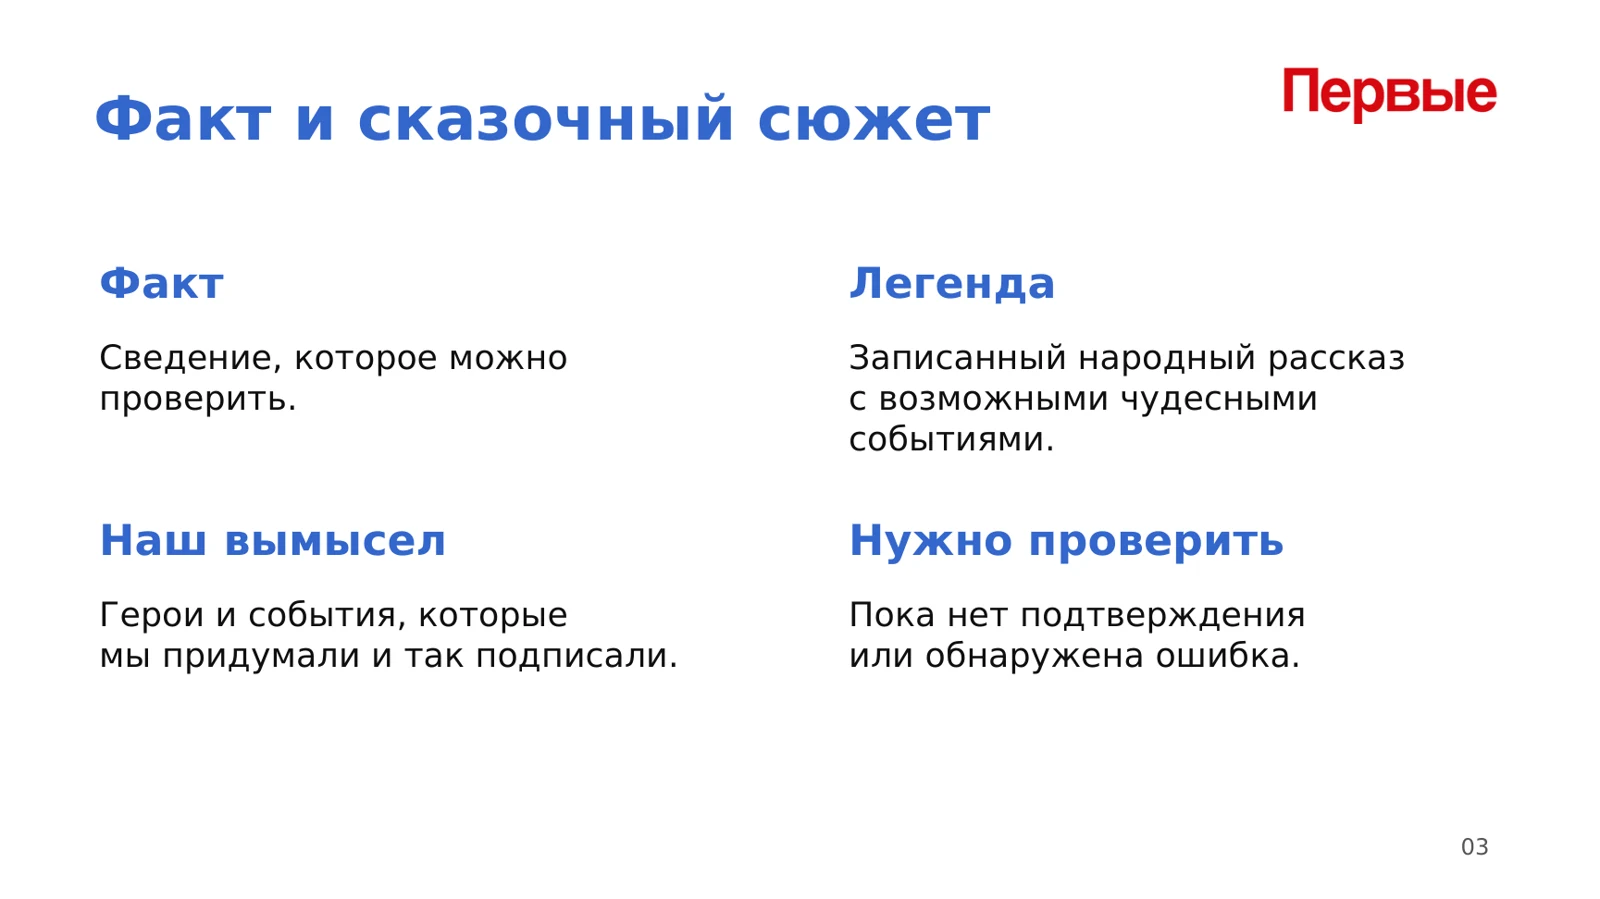 Факт и сказочный сюжет
Первые
Факт
Сведение, которое можно
проверить.
Легенда
Записанный народный рассказ
с возможными чудесными
событиями.
Наш вымысел
Герои и события, которые
мы придумали и так подписали.
Нужно проверить
Пока нет подтверждения
или обнаружена ошибка.
03